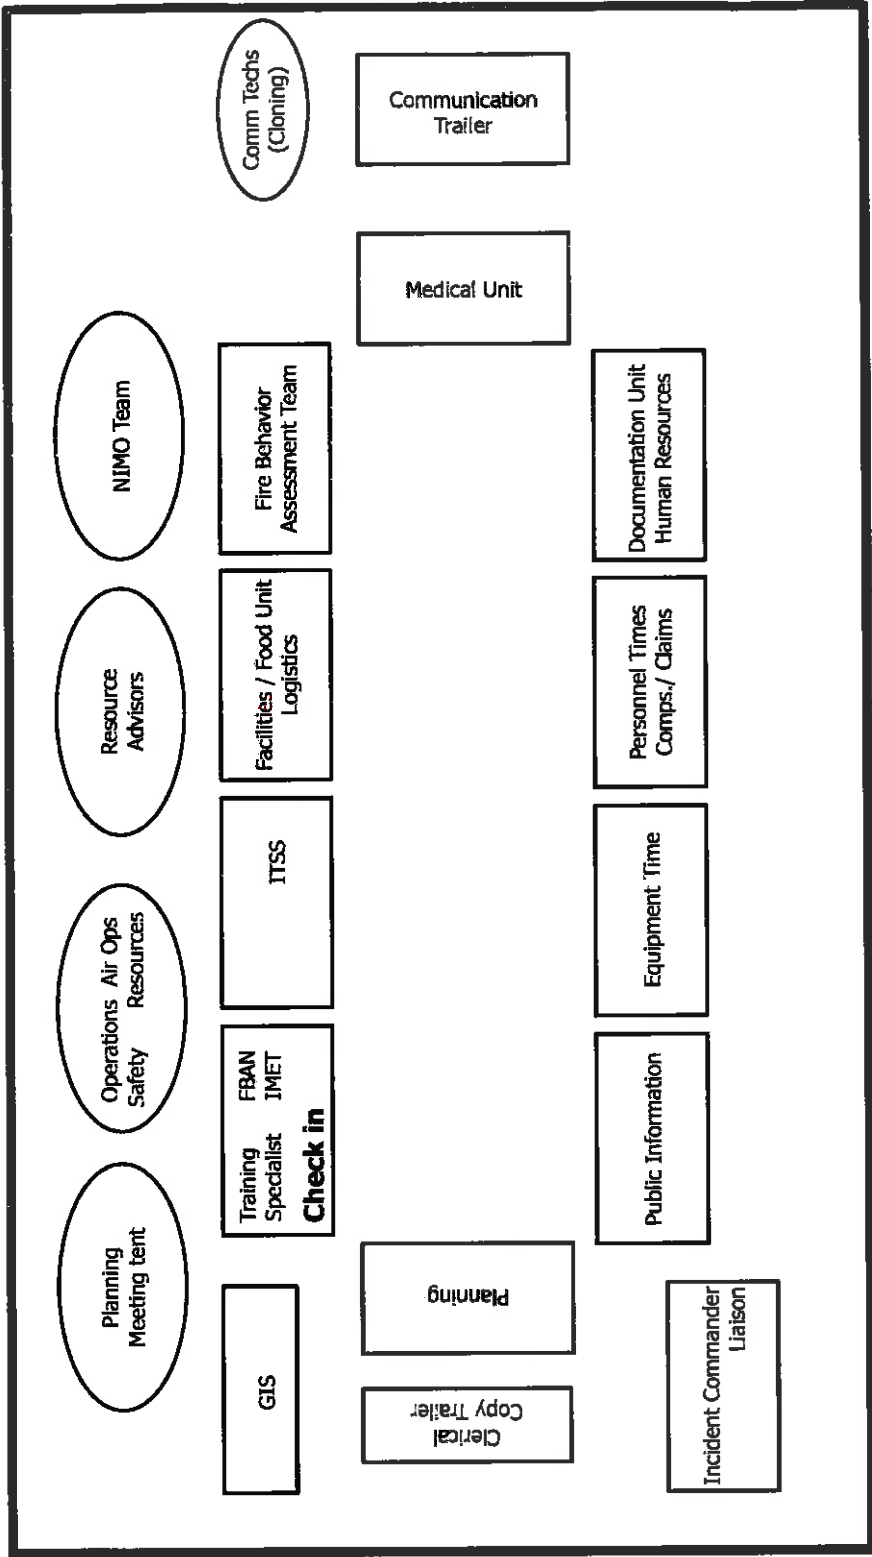 Planning
Meeting tent
Operations Air Ops
Safety Resources
Resource
Advisors
NIMO Team
GIS
Training FBAN
Specialist IMET
Check in
ITSS
Facilities / Food Unit
Logistics
Fire Behavior
Assessment Team
Comm Techs
(Cloning)
Clerical
Copy Trailer
Planning
Medical Unit
Communication
Trailer
Public Information
Equipment Time
Personnel Times
Comps./ Claims
Documentation Unit
Human Resources
Incident Commander
Liaison